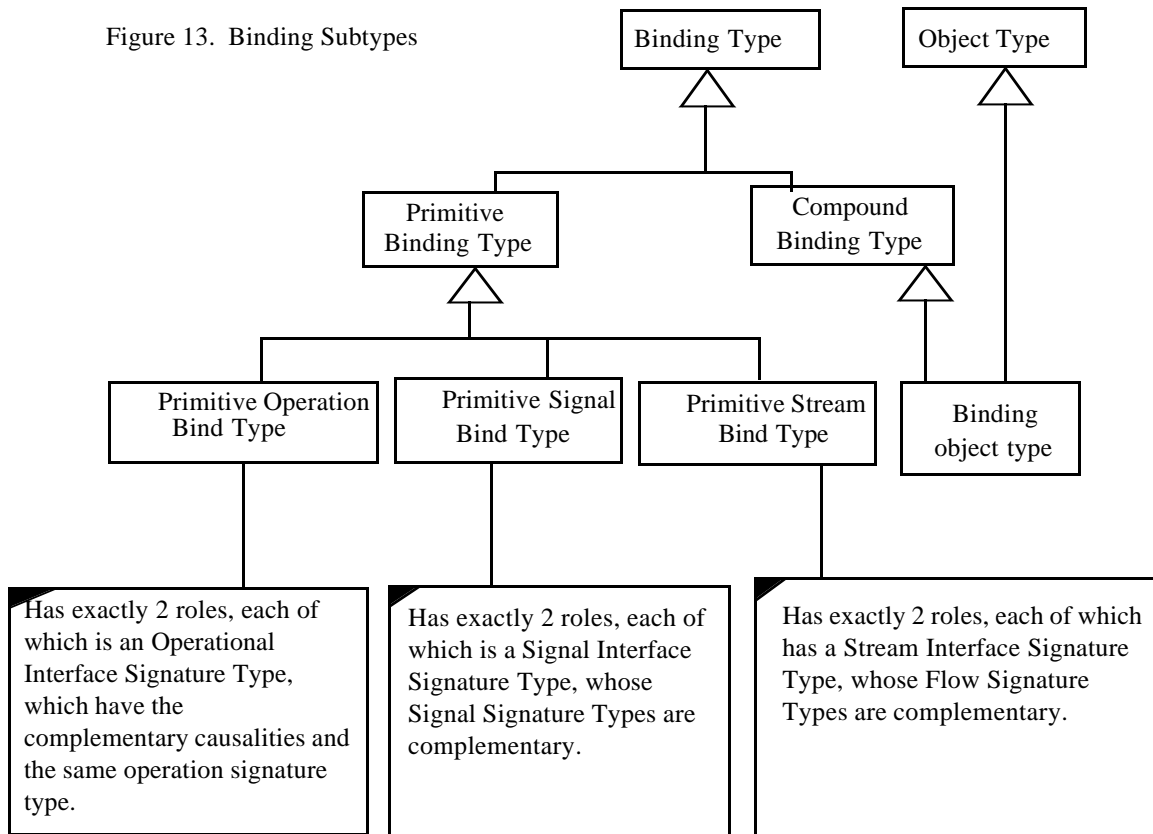 Figure 13. Binding Subtypes
Binding Type
Object Type
Primitive
Binding Type
Compound
Binding Type
Primitive Operation
Bind Type
Primitive Signal
Bind Type
Primitive Stream
Bind Type
Binding
object type
Has exactly 2 roles, each of
which is an Operational
Interface Signature Type,
which have the
complementary causalities and
the same operation signature
type.
Has exactly 2 roles, each of
which is a Signal Interface
Signature Type, whose
Signal Signature Types are
complementary.
Has exactly 2 roles, each of which
has a Stream Interface Signature
Type, whose Flow Signature
Types are complementary.